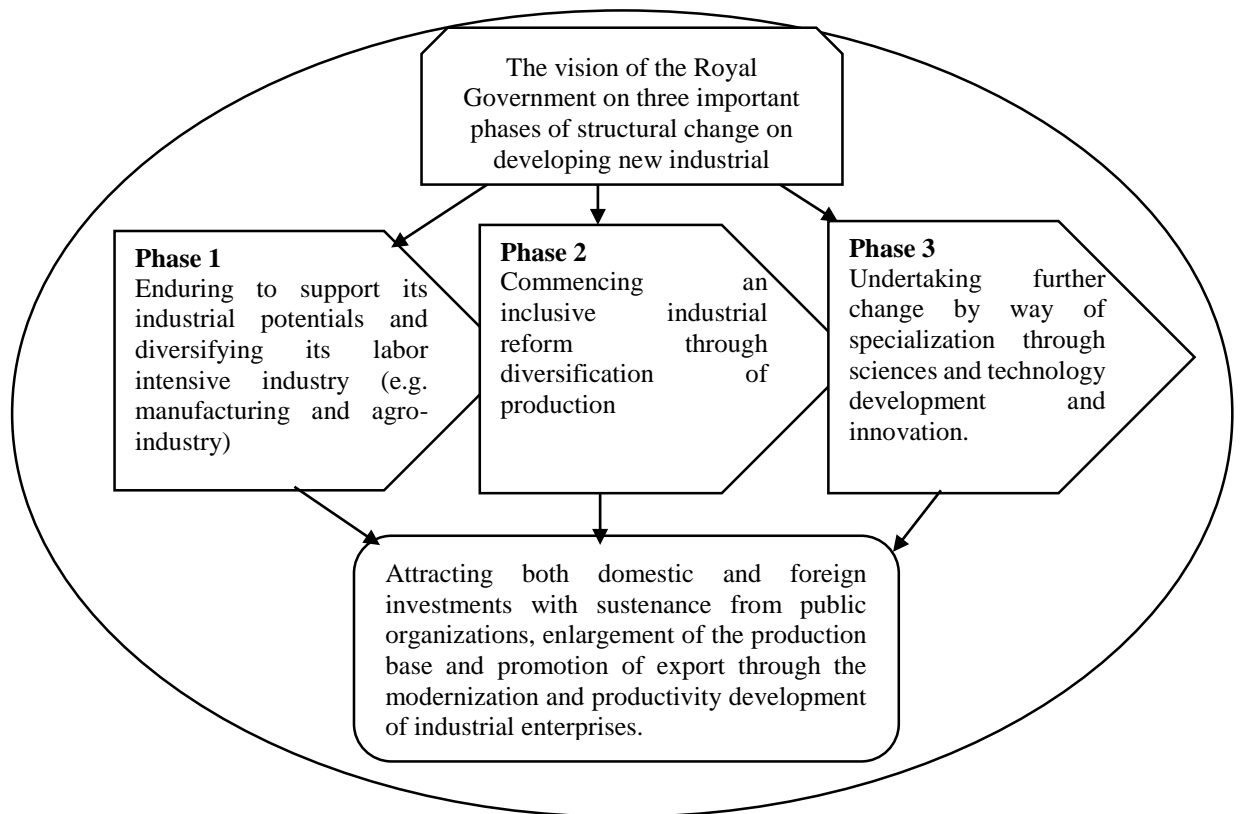 The vision of the Royal
Government on three important
phases of structural change on
developing new industrial
Phase 1
Enduring to support its
industrial potentials and
diversifying its labor
intensive industry (e.g.
manufacturing and agro-
industry)
Phase 2
Commencing an
inclusive industrial
reform through
diversification of
production
Phase 3
Undertaking further
change by way of
specialization through
sciences and technology
development and
innovation.
Attracting both domestic and foreign
investments with sustenance from public
organizations, enlargement of the production
base and promotion of export through the
modernization and productivity development
of industrial enterprises.